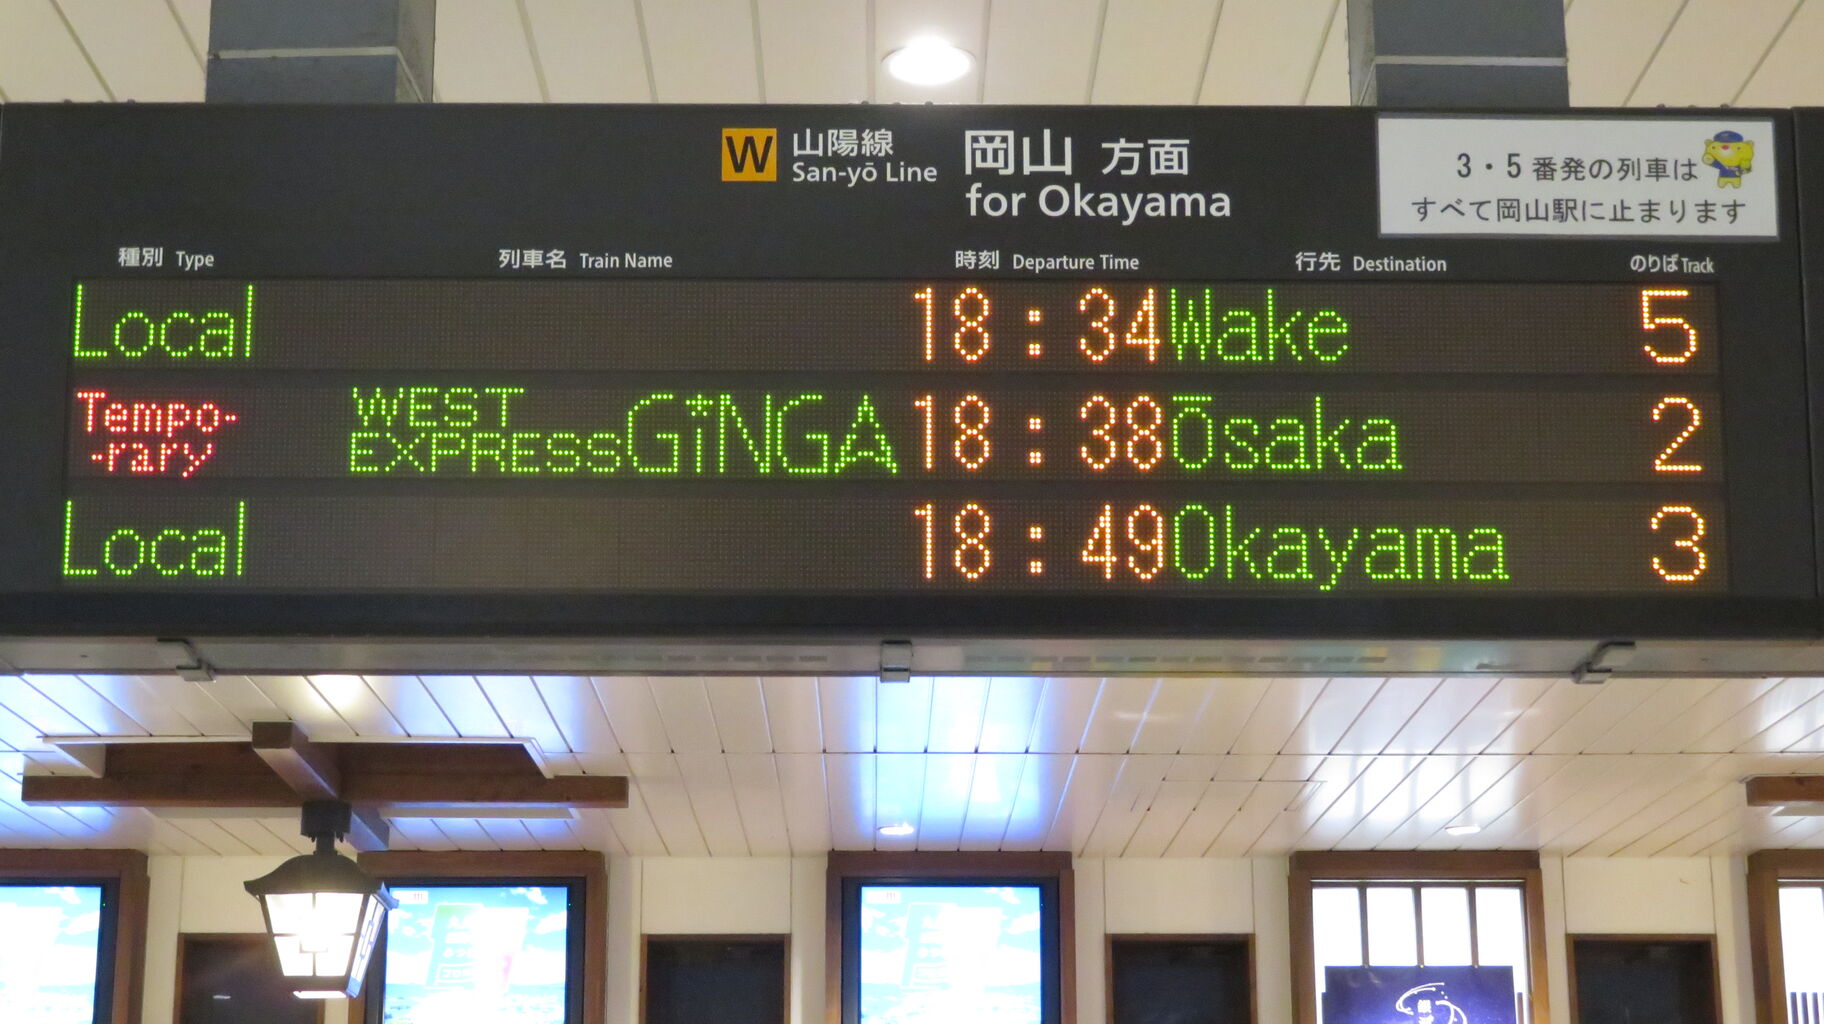 W 山陽線 岡山 方面
San-yō Line for Okayama
3・5番発の列車は
すべて岡山駅に止まります
種別 Type 列車名 Train Name 時刻 Departure Time 行先 Destination のりば Track
Local 18:34 Wake 5
Tempo-
-rary WEST
EXPRESS GiNGA 18:38 Ōsaka 2
Local 18:49 Okayama 3